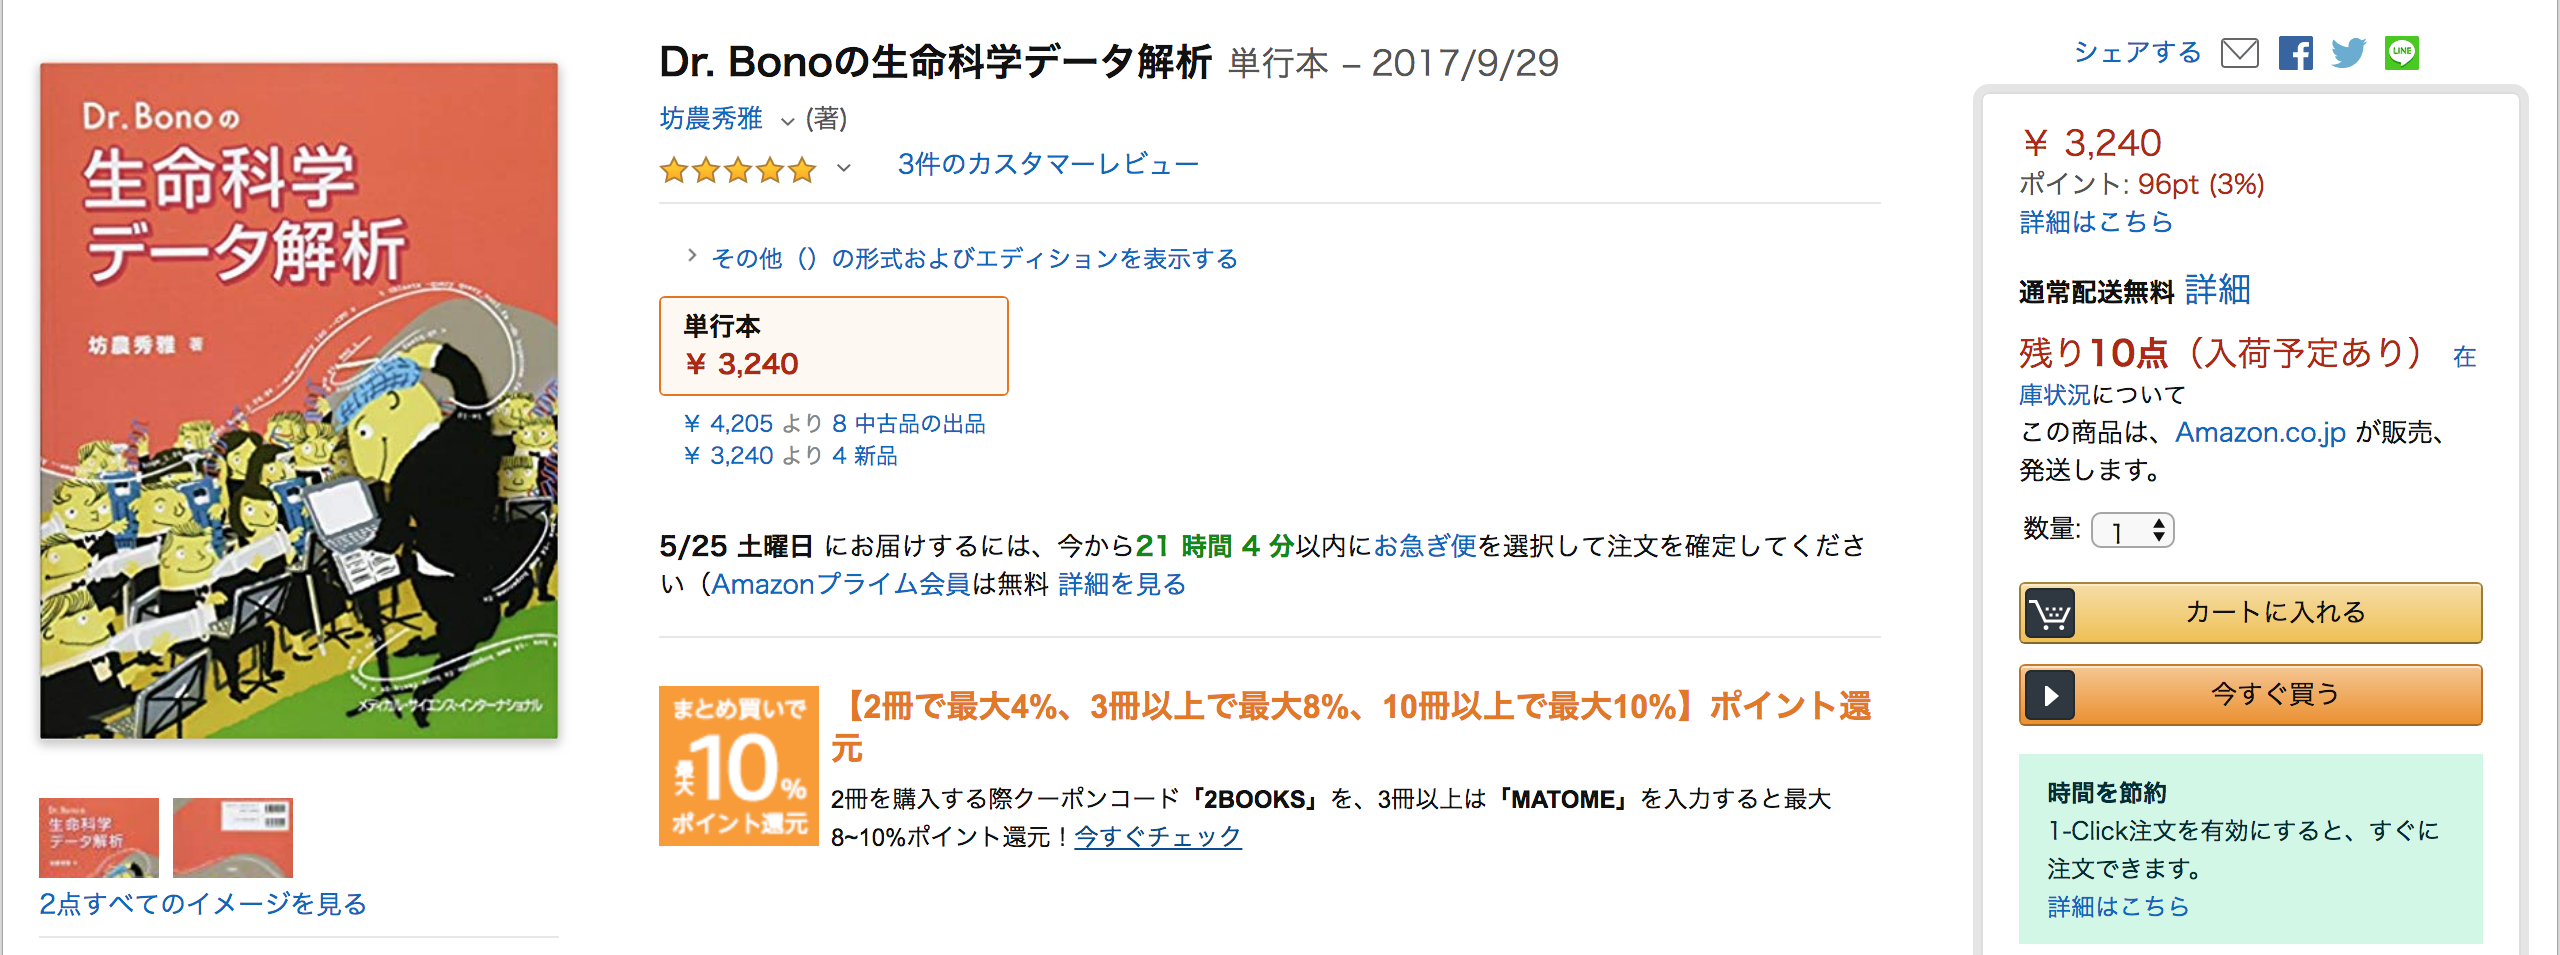 Dr. Bonoの
生命科学
データ解析
坊農秀雅 著
メディカル・サイエンス・インターナショナル
2点すべてのイメージを見る
Dr. Bonoの生命科学データ解析 単行本 – 2017/9/29
坊農秀雅 (著)
3件のカスタマーレビュー
その他（）の形式およびエディションを表示する
単行本
￥ 3,240
￥ 4,205 より 8 中古品の出品
￥ 3,240 より 4 新品
5/25 土曜日 にお届けするには、今から21 時間 4 分以内にお急ぎ便を選択して注文を確定してくださ
い（Amazonプライム会員は無料 詳細を見る
まとめ買いで
最大10%
ポイント還元
【2冊で最大4%、3冊以上で最大8%、10冊以上で最大10%】ポイント還
元
2冊を購入する際クーポンコード「2BOOKS」を、3冊以上は「MATOME」を入力すると最大
8~10%ポイント還元！今すぐチェック
シェアする
LINE
￥ 3,240
ポイント: 96pt (3%)
詳細はこちら
通常配送無料 詳細
残り10点（入荷予定あり） 在
庫状況について
この商品は、Amazon.co.jp が販売、
発送します。
数量: 1
カートに入れる
今すぐ買う
時間を節約
1-Click注文を有効にすると、すぐに
注文できます。
詳細はこちら